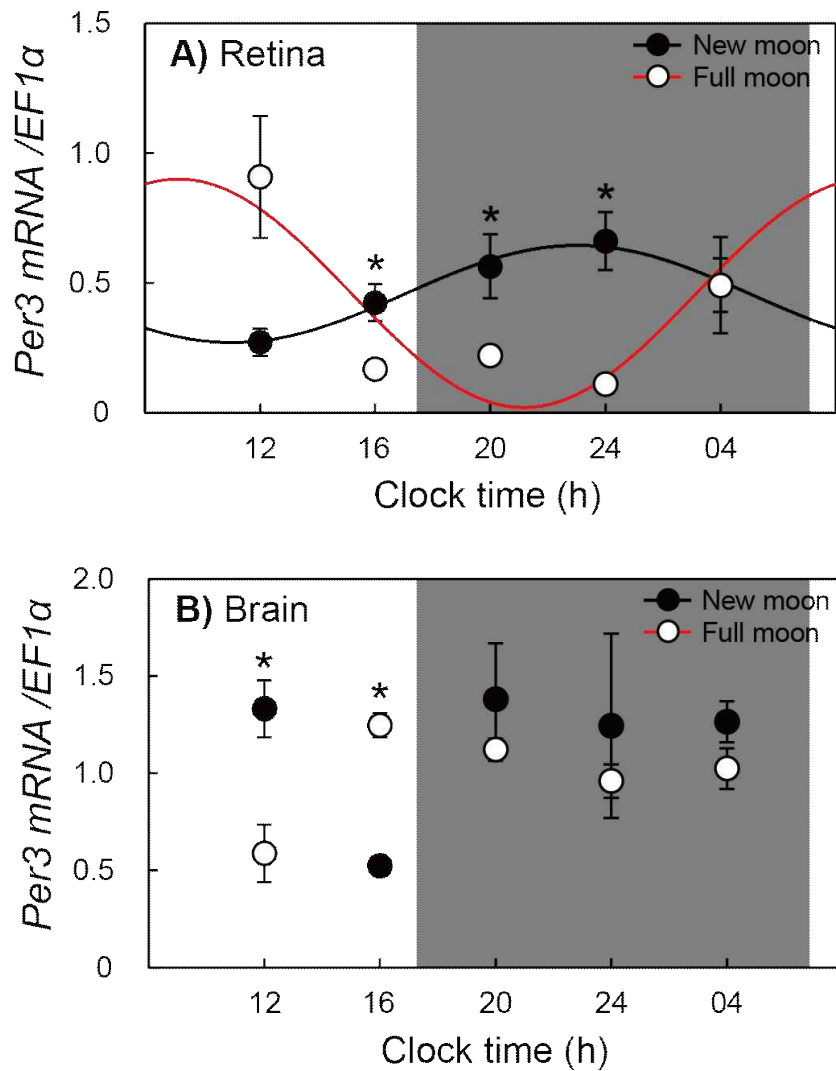 A) Retina
New moon
Full moon
Per3 mRNA /EF1α
1.5
1.0
0.5
0
*
*
*
12 16 20 24 04
Clock time (h)
B) Brain
New moon
Full moon
Per3 mRNA /EF1α
2.0
1.5
1.0
0.5
0
*
*
12 16 20 24 04
Clock time (h)